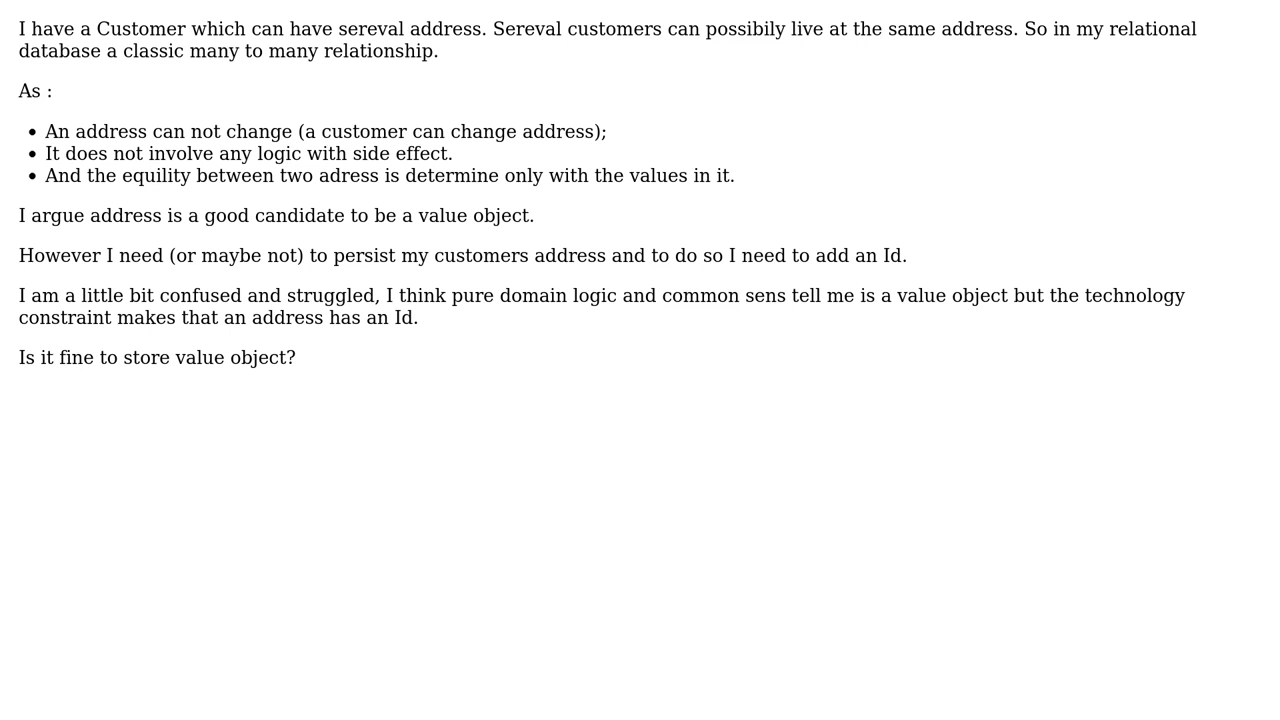 I have a Customer which can have sereval address. Sereval customers can possibily live at the same address. So in my relational
database a classic many to many relationship.
As :
• An address can not change (a customer can change address);
• It does not involve any logic with side effect.
• And the equility between two adress is determine only with the values in it.
I argue address is a good candidate to be a value object.
However I need (or maybe not) to persist my customers address and to do so I need to add an Id.
I am a little bit confused and struggled, I think pure domain logic and common sens tell me is a value object but the technology
constraint makes that an address has an Id.
Is it fine to store value object?